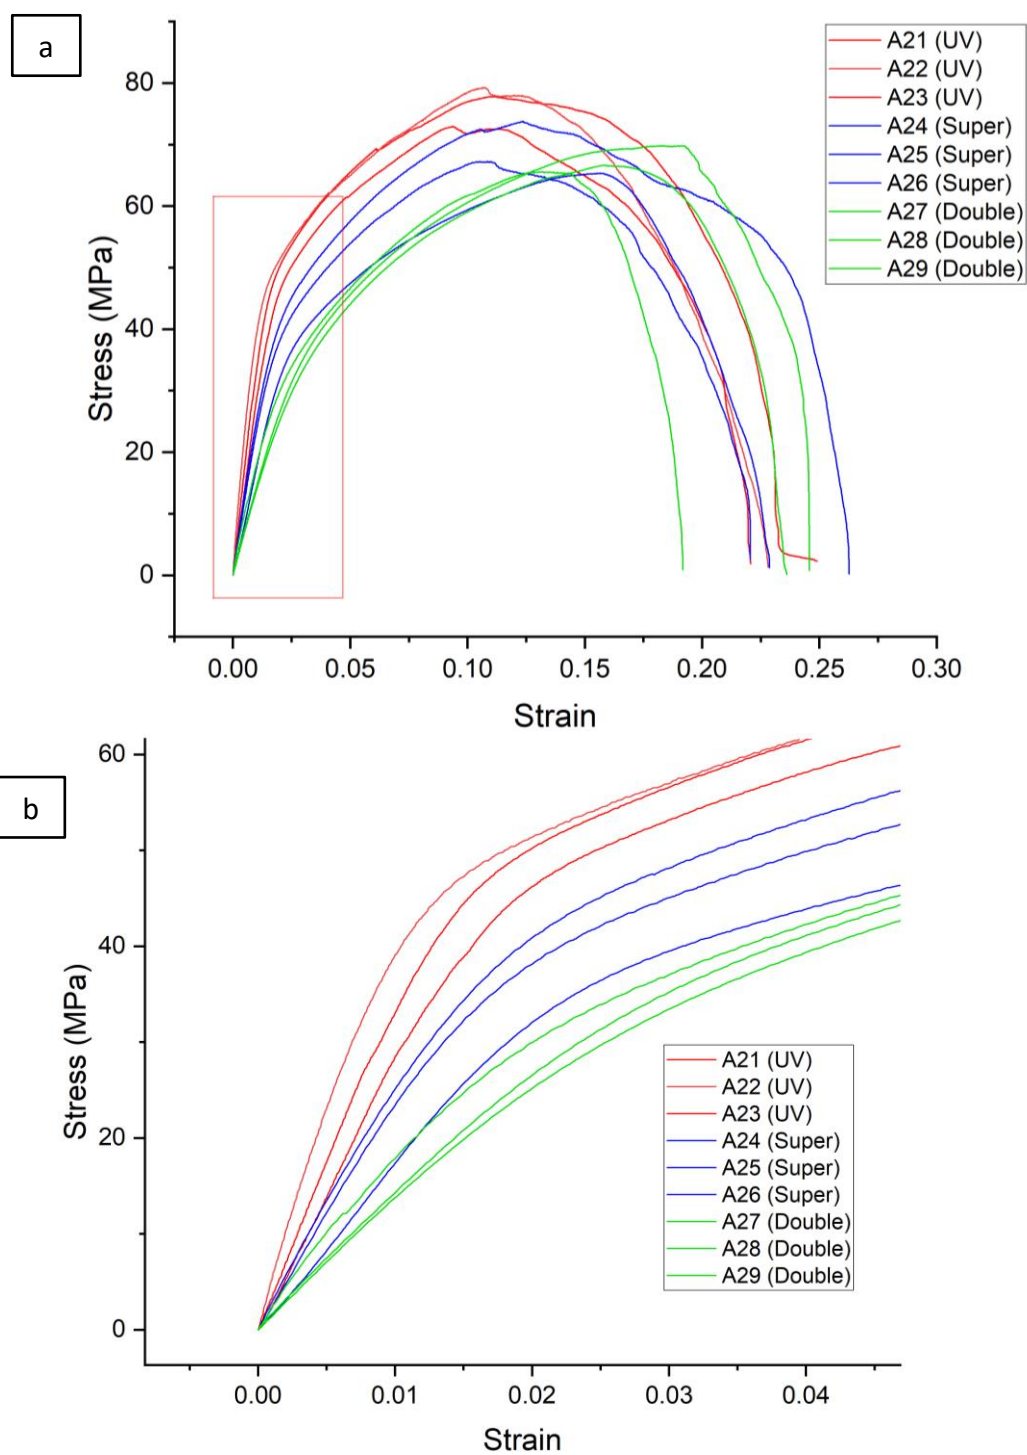 a
A21 (UV)
A22 (UV)
A23 (UV)
A24 (Super)
A25 (Super)
A26 (Super)
A27 (Double)
A28 (Double)
A29 (Double)
80
60
40
20
0
Stress (MPa)
0.00 0.05 0.10 0.15 0.20 0.25 0.30
Strain
b
60
40
20
0
Stress (MPa)
A21 (UV)
A22 (UV)
A23 (UV)
A24 (Super)
A25 (Super)
A26 (Super)
A27 (Double)
A28 (Double)
A29 (Double)
0.00 0.01 0.02 0.03 0.04
Strain